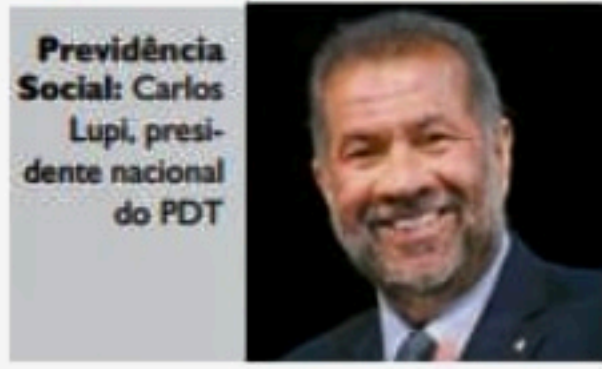 Previdência
Social: Carlos
Lupi, presi-
dente nacional
do PDT